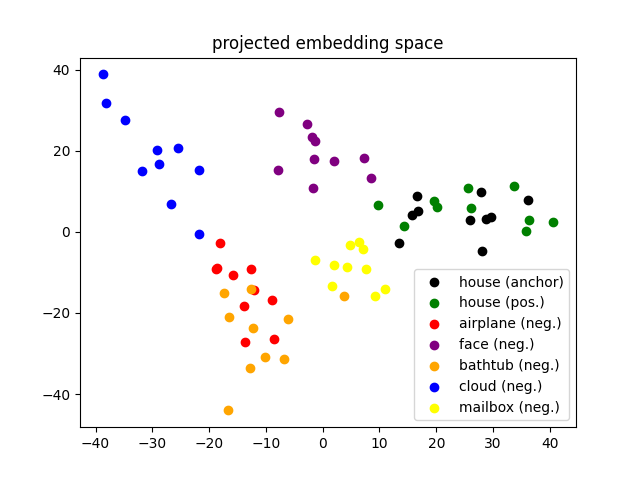 projected embedding space
40
20
0
−20
−40
−40 −30 −20 −10 0 10 20 30 40
house (anchor)
house (pos.)
airplane (neg.)
face (neg.)
bathtub (neg.)
cloud (neg.)
mailbox (neg.)